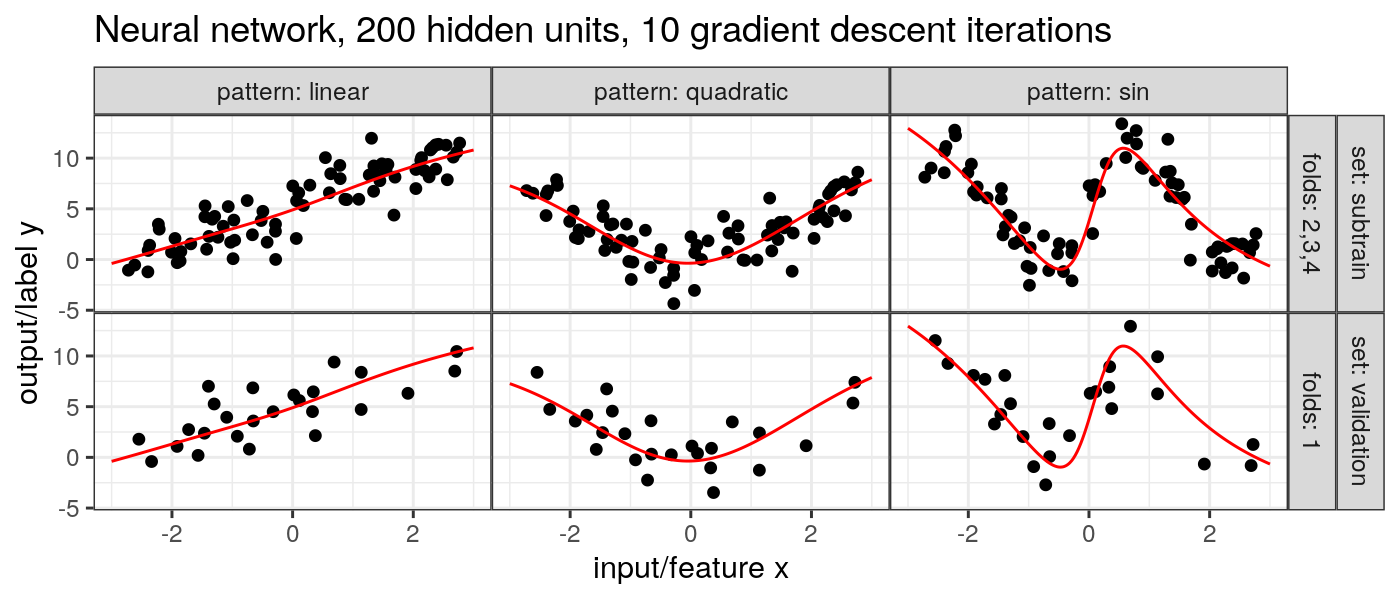 Neural network, 200 hidden units, 10 gradient descent iterations
pattern: linear
pattern: quadratic
pattern: sin
output/label y
10
5
0
-5
folds: 2,3,4
set: subtrain
10
5
0
-5
folds: 1
set: validation
-2 0 2
-2 0 2
-2 0 2
input/feature x